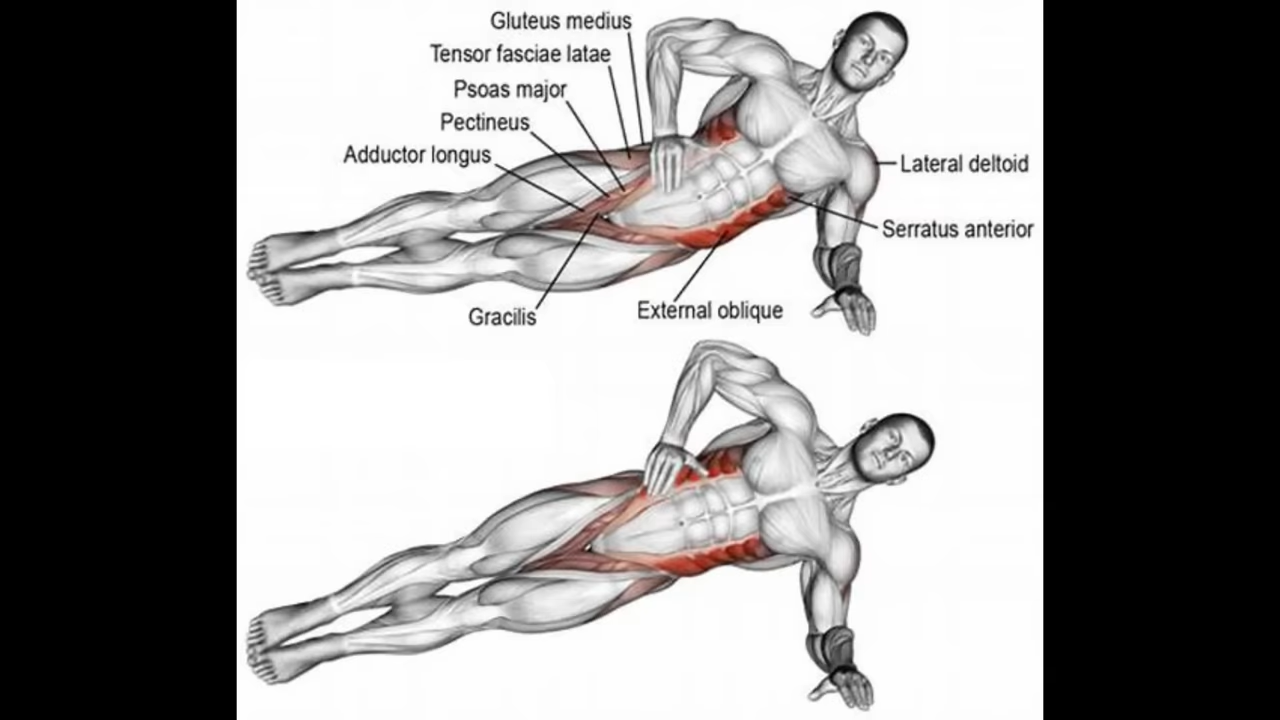 Gluteus medius
Tensor fasciae latae
Psoas major
Pectineus
Adductor longus
Lateral deltoid
Serratus anterior
External oblique
Gracilis